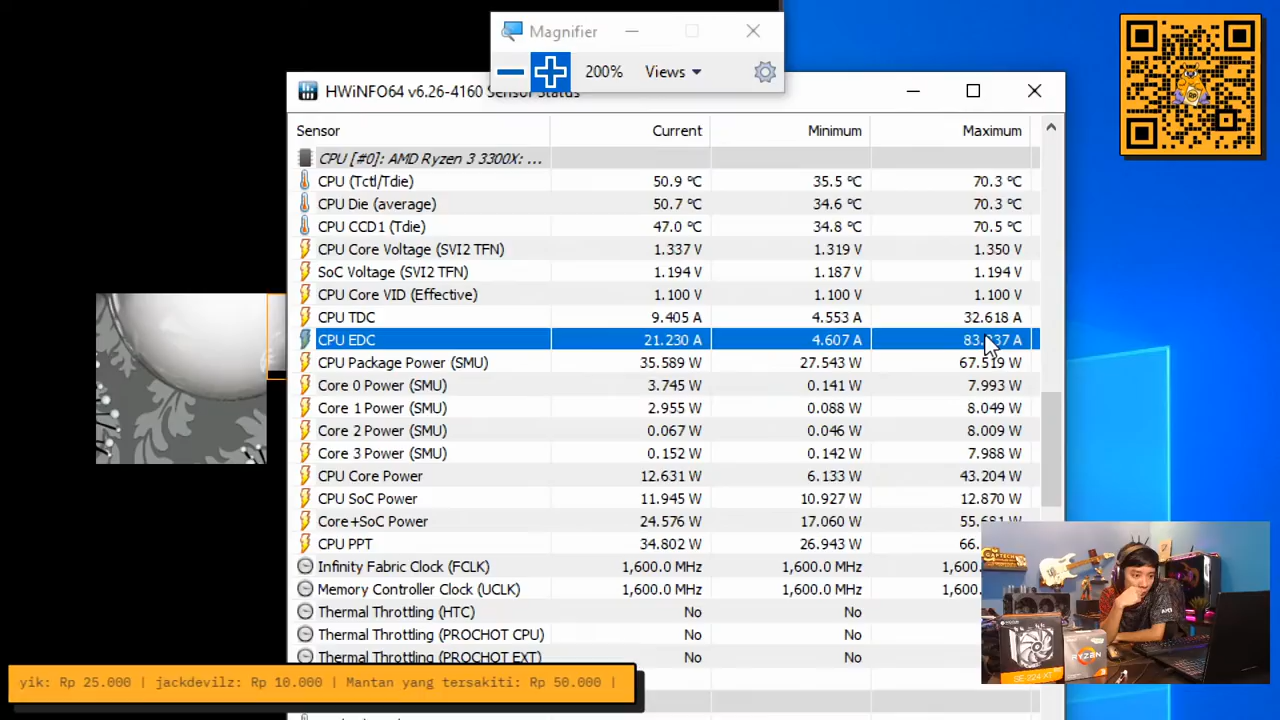 Magnifier
200%
Views
HWiNFO64 v6.26-4160 Sensor Status
Sensor Current Minimum Maximum
CPU [#0]: AMD Ryzen 3 3300X: ...
CPU (Tctl/Tdie) 50.9 ℃ 35.5 ℃ 70.3 ℃
CPU Die (average) 50.7 ℃ 34.6 ℃ 70.3 ℃
CPU CCD1 (Tdie) 47.0 ℃ 34.8 ℃ 70.5 ℃
CPU Core Voltage (SVI2 TFN) 1.337 V 1.319 V 1.350 V
SoC Voltage (SVI2 TFN) 1.194 V 1.187 V 1.194 V
CPU Core VID (Effective) 1.100 V 1.100 V 1.100 V
CPU TDC 9.405 A 4.553 A 32.618 A
CPU EDC 21.230 A 4.607 A
CPU Package Power (SMU) 35.589 W 27.543 W 67.519 W
Core 0 Power (SMU) 3.745 W 0.141 W 7.993 W
Core 1 Power (SMU) 2.955 W 0.088 W 8.049 W
Core 2 Power (SMU) 0.067 W 0.046 W 8.009 W
Core 3 Power (SMU) 0.152 W 0.142 W 7.988 W
CPU Core Power 12.631 W 6.133 W 43.204 W
CPU SoC Power 11.945 W 10.927 W 12.870 W
Core+SoC Power 24.576 W 17.060 W 55.681 W
CPU PPT 34.802 W 26.943 W 66.
Infinity Fabric Clock (FCLK) 1,600.0 MHz 1,600.0 MHz 1,600.
Memory Controller Clock (UCLK) 1,600.0 MHz 1,600.0 MHz 1,600.
Thermal Throttling (HTC) No No
Thermal Throttling (PROCHOT CPU) No No
Thermal Throttling (PROCHOT EXT) No No
RYZEN
SE-224-XT
yik: Rp 25.000 | jackdevilz: Rp 10.000 | Mantan yang tersakiti: Rp 50.000 |